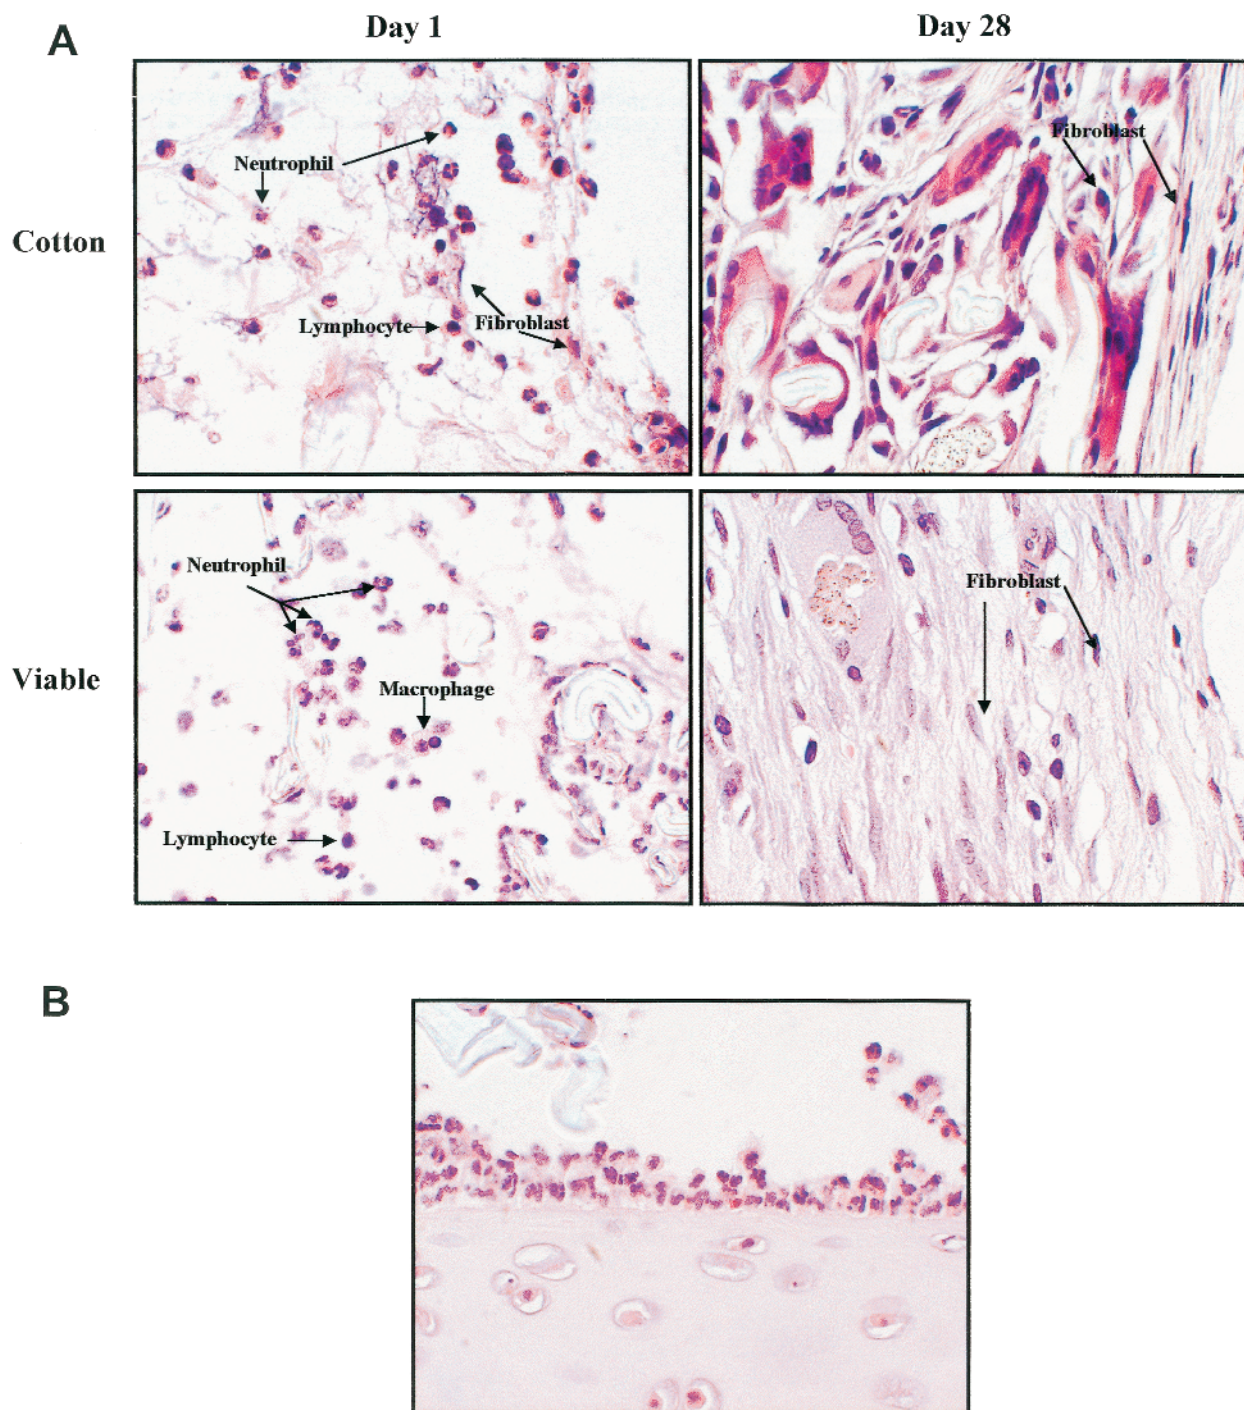 A
Day 1
Day 28
Cotton
Neutrophil
Lymphocyte
Fibroblast
Fibroblast
Viable
Neutrophil
Macrophage
Lymphocyte
Fibroblast
B